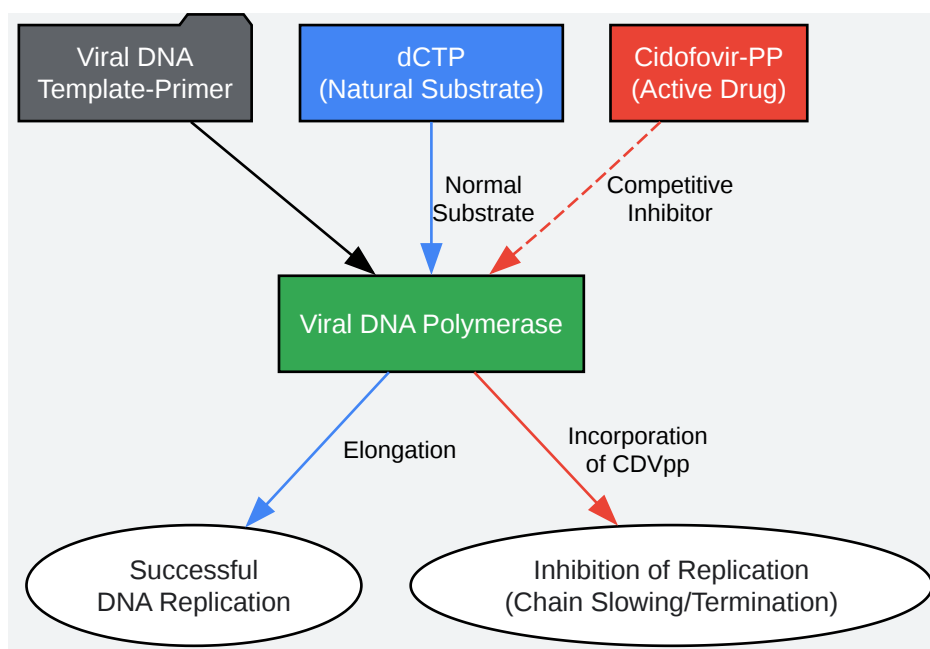 Viral DNA
Template-Primer
dCTP
(Natural Substrate)
Cidofovir-PP
(Active Drug)
Normal
Substrate
Competitive
Inhibitor
Viral DNA Polymerase
Elongation
Incorporation
of CDVpp
Successful
DNA Replication
Inhibition of Replication
(Chain Slowing/Termination)